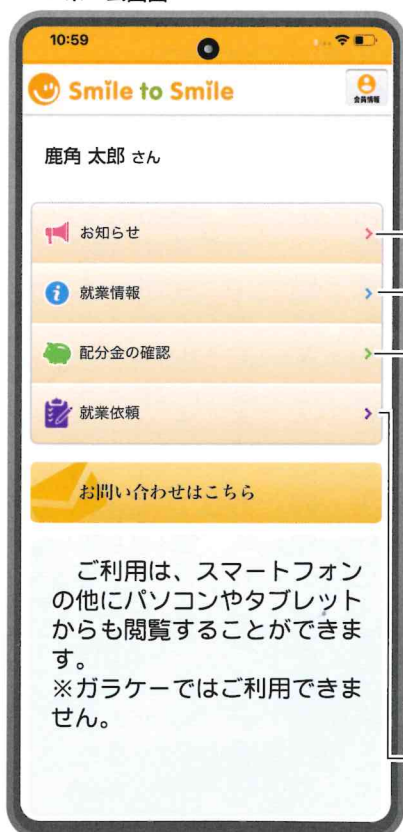 10:59
Smile to Smile
会員情報
鹿角 太郎 さん
お知らせ
就業情報
配分金の確認
就業依頼
お問い合わせはこちら
ご利用は、スマートフォン
の他にパソコンやタブレット
からも閲覧することができま
す。
※ガラケーではご利用できま
せん。